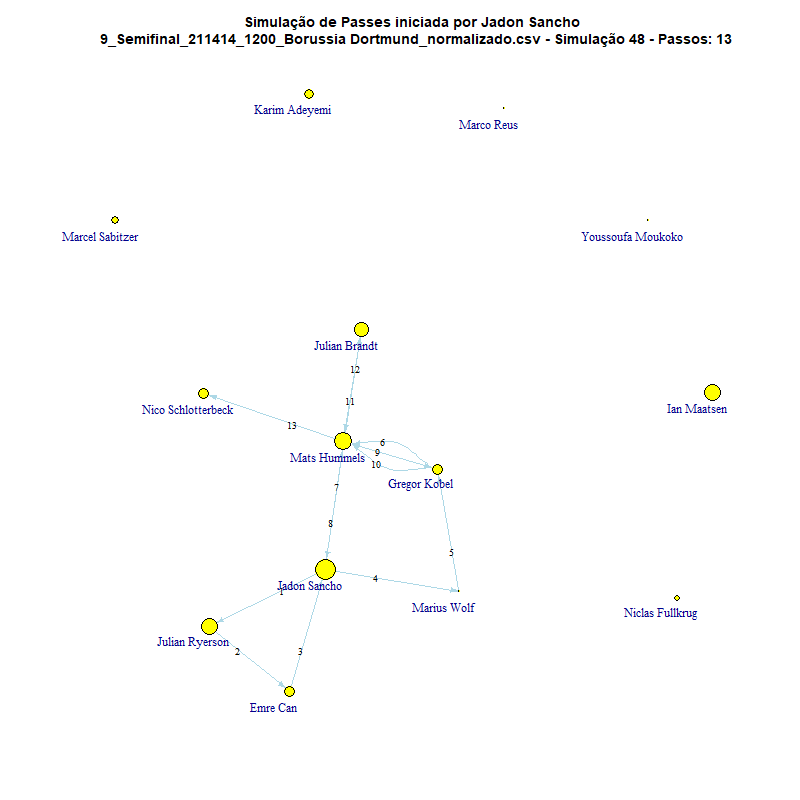 Simulação de Passes iniciada por Jadon Sancho
9_Semifinal_211414_1200_Borussia Dortmund_normalizado.csv - Simulação 48 - Passos: 13
Karim Adeyemi
Marco Reus
Marcel Sabitzer
Youssoufa Moukoko
Julian Brandt
12
11
Ian Maatsen
Nico Schlotterbeck
13
6
9
10
Mats Hummels
Gregor Kobel
7
8
5
4
Jadon Sancho
1
Marius Wolf
Niclas Fullkrug
Julian Ryerson
2
3
Emre Can